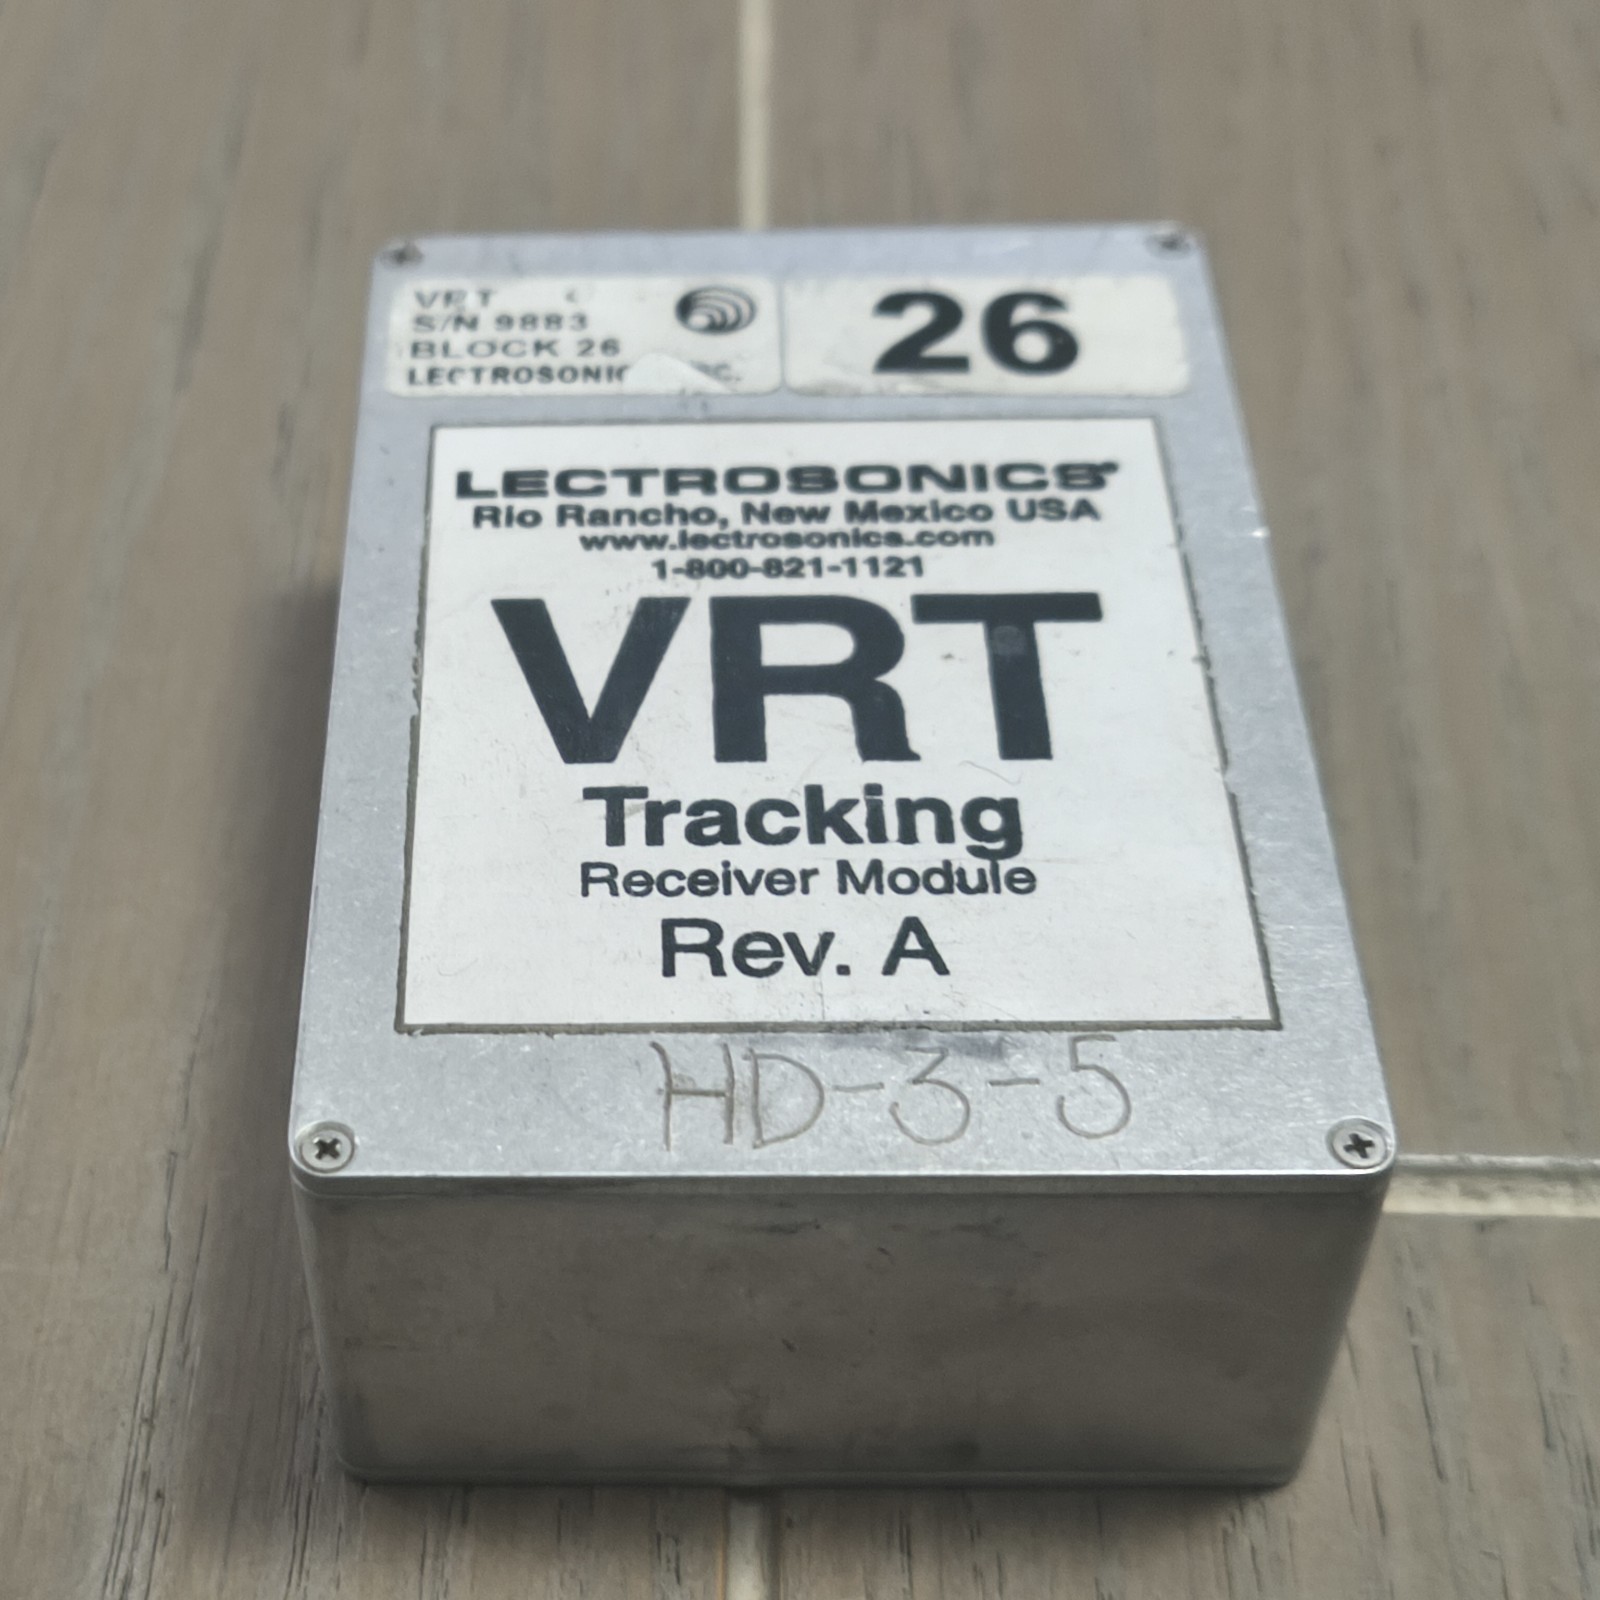 VRT
S/N 9883
BLOCK 26
LECTROSONIC
26
LECTROSONICS®
Rio Rancho, New Mexico USA
www.lectrosonics.com
1-800-821-1121
VRT
Tracking
Receiver Module
Rev. A
HD-3-5